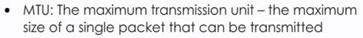 • MTU: The maximum transmission unit – the maximum
size of a single packet that can be transmitted